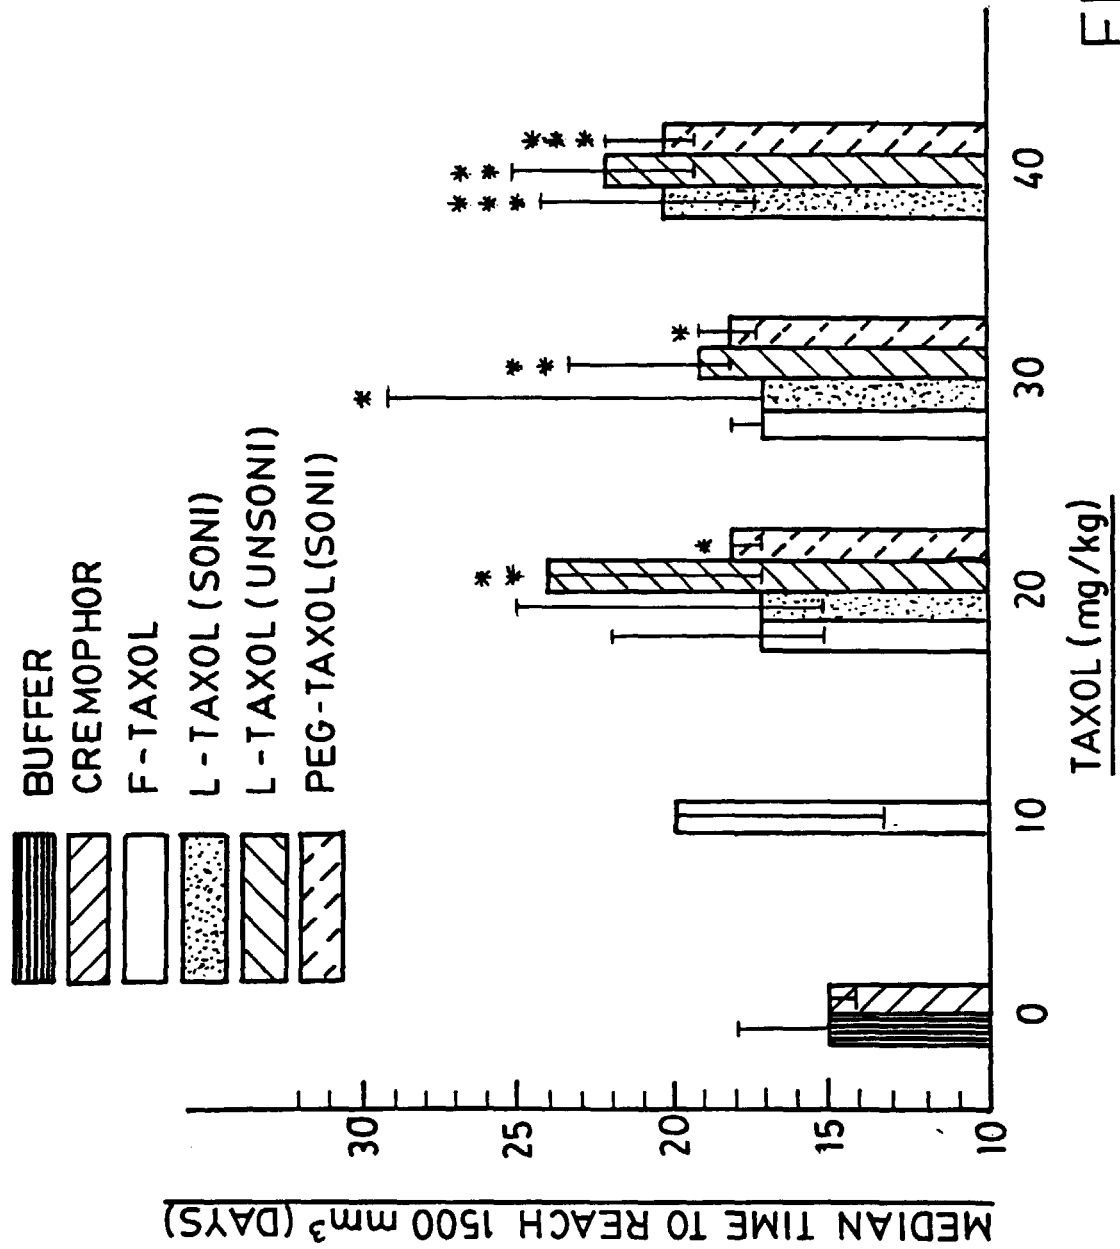 BUFFER
CREMOPHOR
F-TAXOL
L-TAXOL (SONI)
L-TAXOL (UNSONI)
PEG-TAXOL (SONI)
MEDIAN TIME TO REACH 1500 mm³ (DAYS)
30
25
20
15
10
* *
*
*
* *
*
* * *
* *
* * *
0
10
20
30
40
TAXOL (mg/kg)